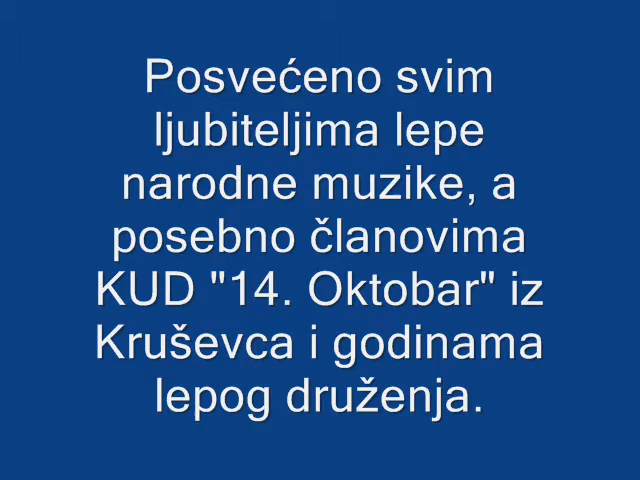 Posvećeno svim
ljubiteljima lepe
narodne muzike, a
posebno članovima
KUD "14. Oktobar" iz
Kruševca i godinama
lepog druženja.